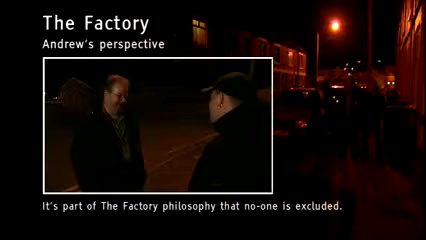 The Factory
Andrew's perspective
It's part of The Factory philosophy that no-one is excluded.